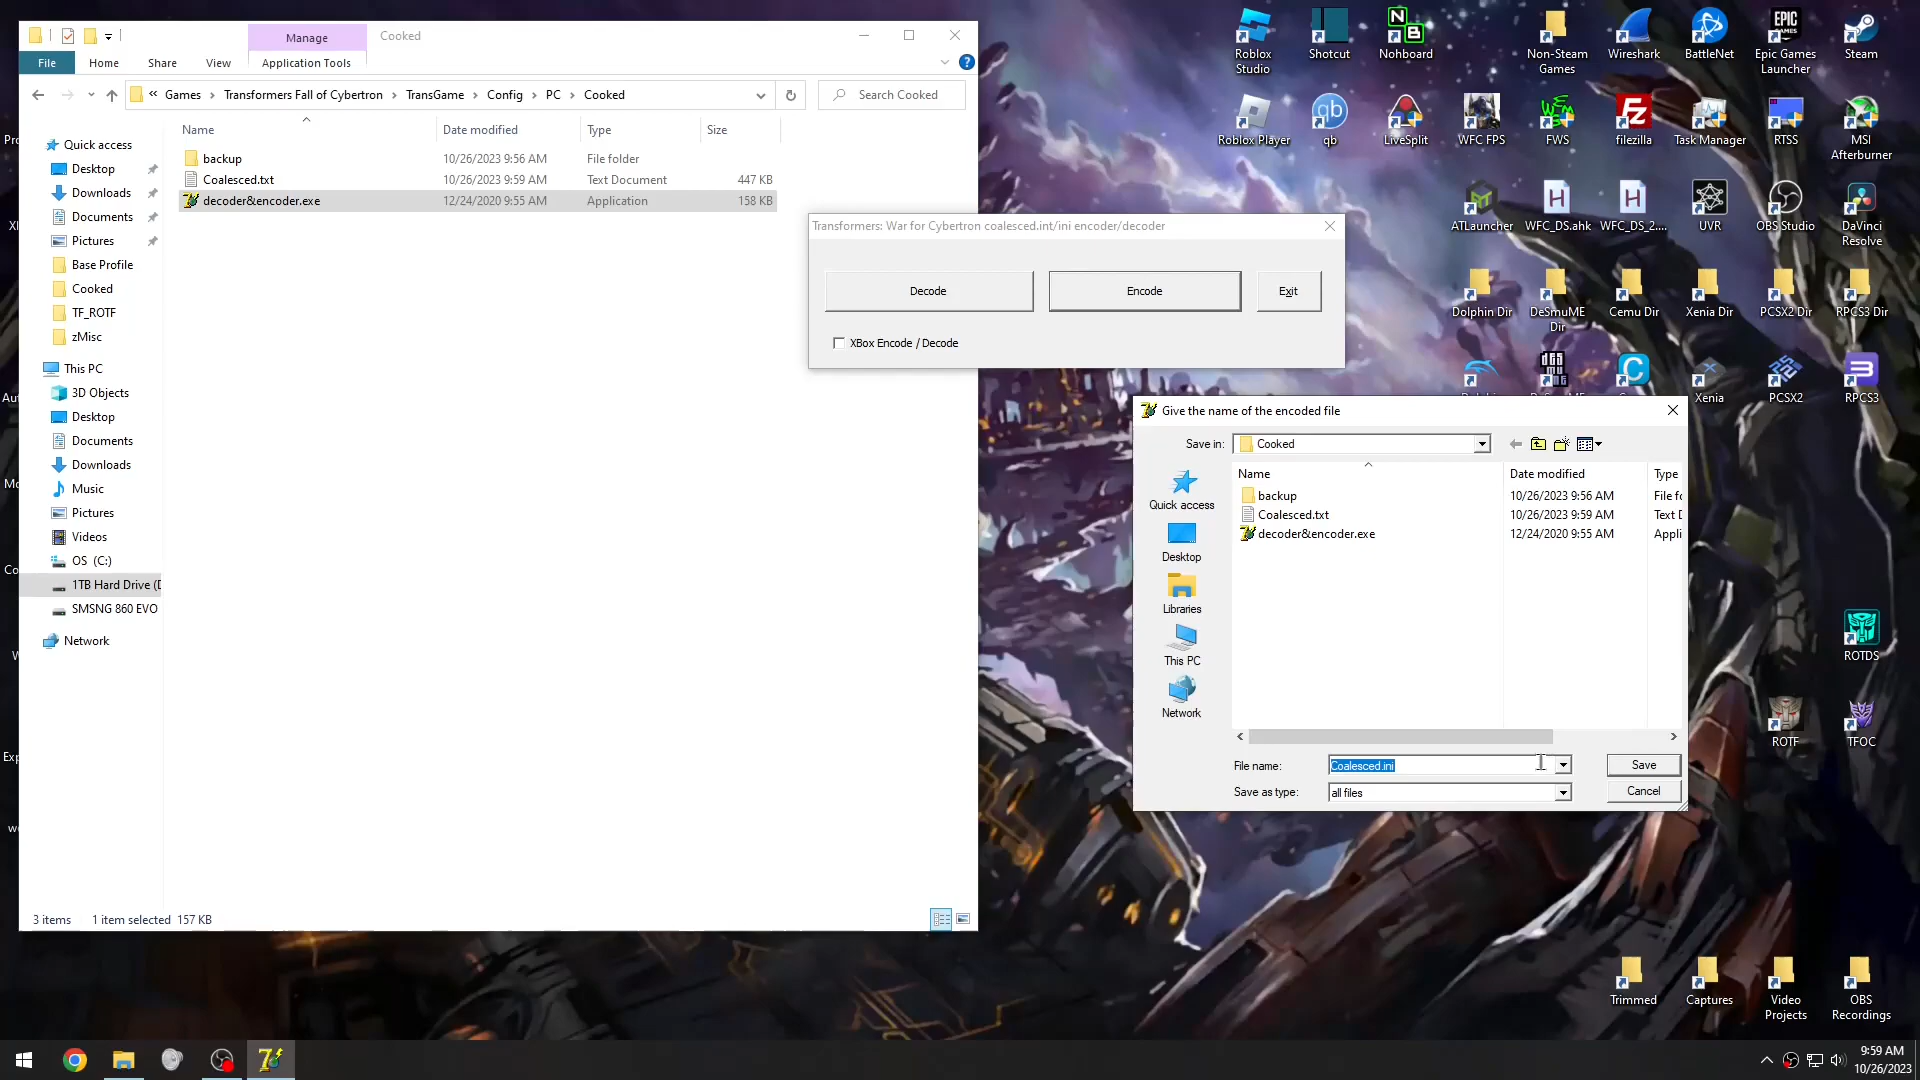 Manage
Cooked
File
Home
Share
View
Application Tools
« Games > Transformers Fall of Cybertron > TransGame > Config > PC > Cooked
Search Cooked
Name
Date modified
Type
Size
backup
10/26/2023 9:56 AM
File folder
Coalesced.txt
10/26/2023 9:59 AM
Text Document
447 KB
decoder&encoder.exe
12/24/2020 9:55 AM
Application
158 KB
Quick access
Desktop
Downloads
Documents
Pictures
Base Profile
Cooked
TF_ROTF
zMisc
This PC
3D Objects
Desktop
Documents
Downloads
Music
Pictures
Videos
OS (C:)
1TB Hard Drive (D
SMSNG 860 EVO
Network
3 items
1 item selected 157 KB
Transformers: War for Cybertron coalesced.int/ini encoder/decoder
Decode
Encode
Exit
XBox Encode / Decode
Give the name of the encoded file
Save in:
Cooked
Name
Date modified
Type
backup
10/26/2023 9:56 AM
File fo
Coalesced.txt
10/26/2023 9:59 AM
Text D
decoder&encoder.exe
12/24/2020 9:55 AM
Appli
Quick access
Desktop
Libraries
This PC
Network
File name:
Coalesced.ini
Save
Save as type:
all files
Cancel
Roblox
Studio
Shotcut
Nohboard
Non-Steam
Games
Wireshark
BattleNet
Epic Games
Launcher
Steam
Roblox Player
qb
LiveSplit
WFC FPS
FWS
filezilla
Task Manager
RTSS
MSI
Afterburner
ATLauncher
WFC_DS.ahk
WFC_DS_2....
UVR
OBS Studio
DaVinci
Resolve
Dolphin Dir
DeSmuME
Dir
Cemu Dir
Xenia Dir
PCSX2 Dir
RPCS3 Dir
Xenia
PCSX2
RPCS3
ROTDS
ROTF
TFOC
Trimmed
Captures
Video
Projects
OBS
Recordings
9:59 AM
10/26/2023